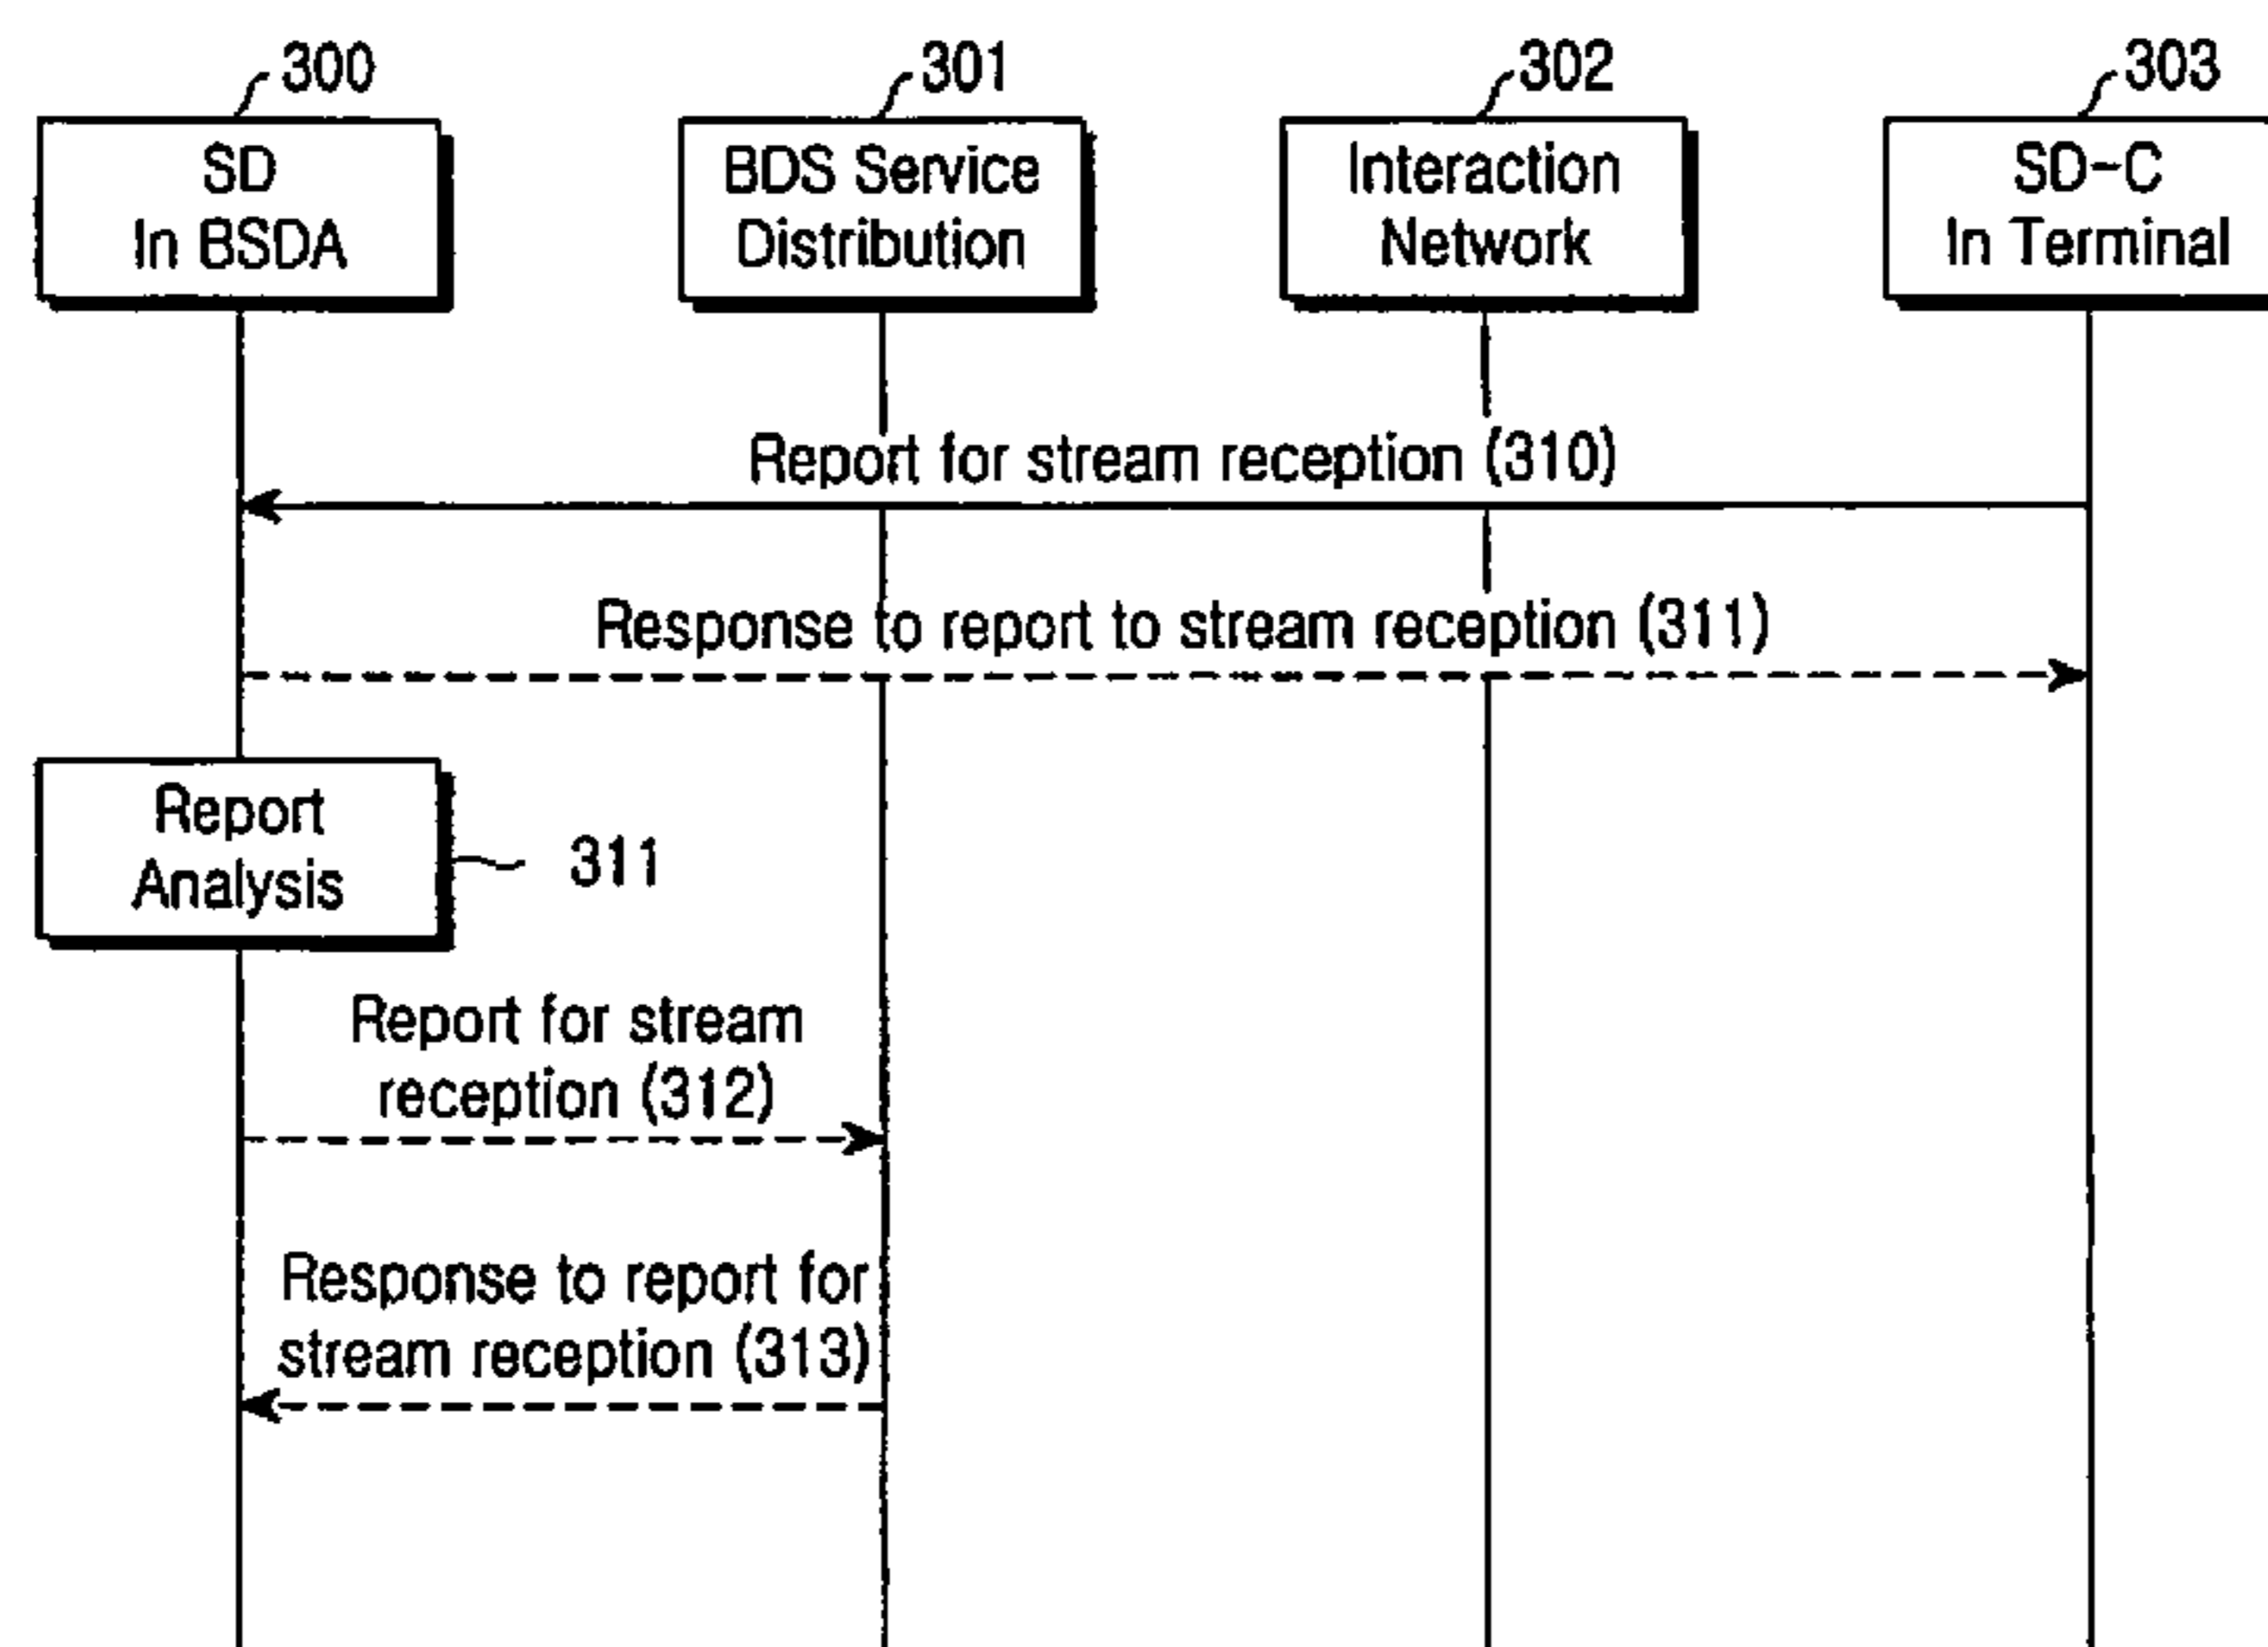 300
301
302
303
SD
In BSDA
BDS Service
Distribution
Interaction
Network
SD-C
In Terminal
Report for stream reception (310)
Response to report to stream reception (311)
Report
Analysis
311
Report for stream
reception (312)
Response to report for
stream reception (313)